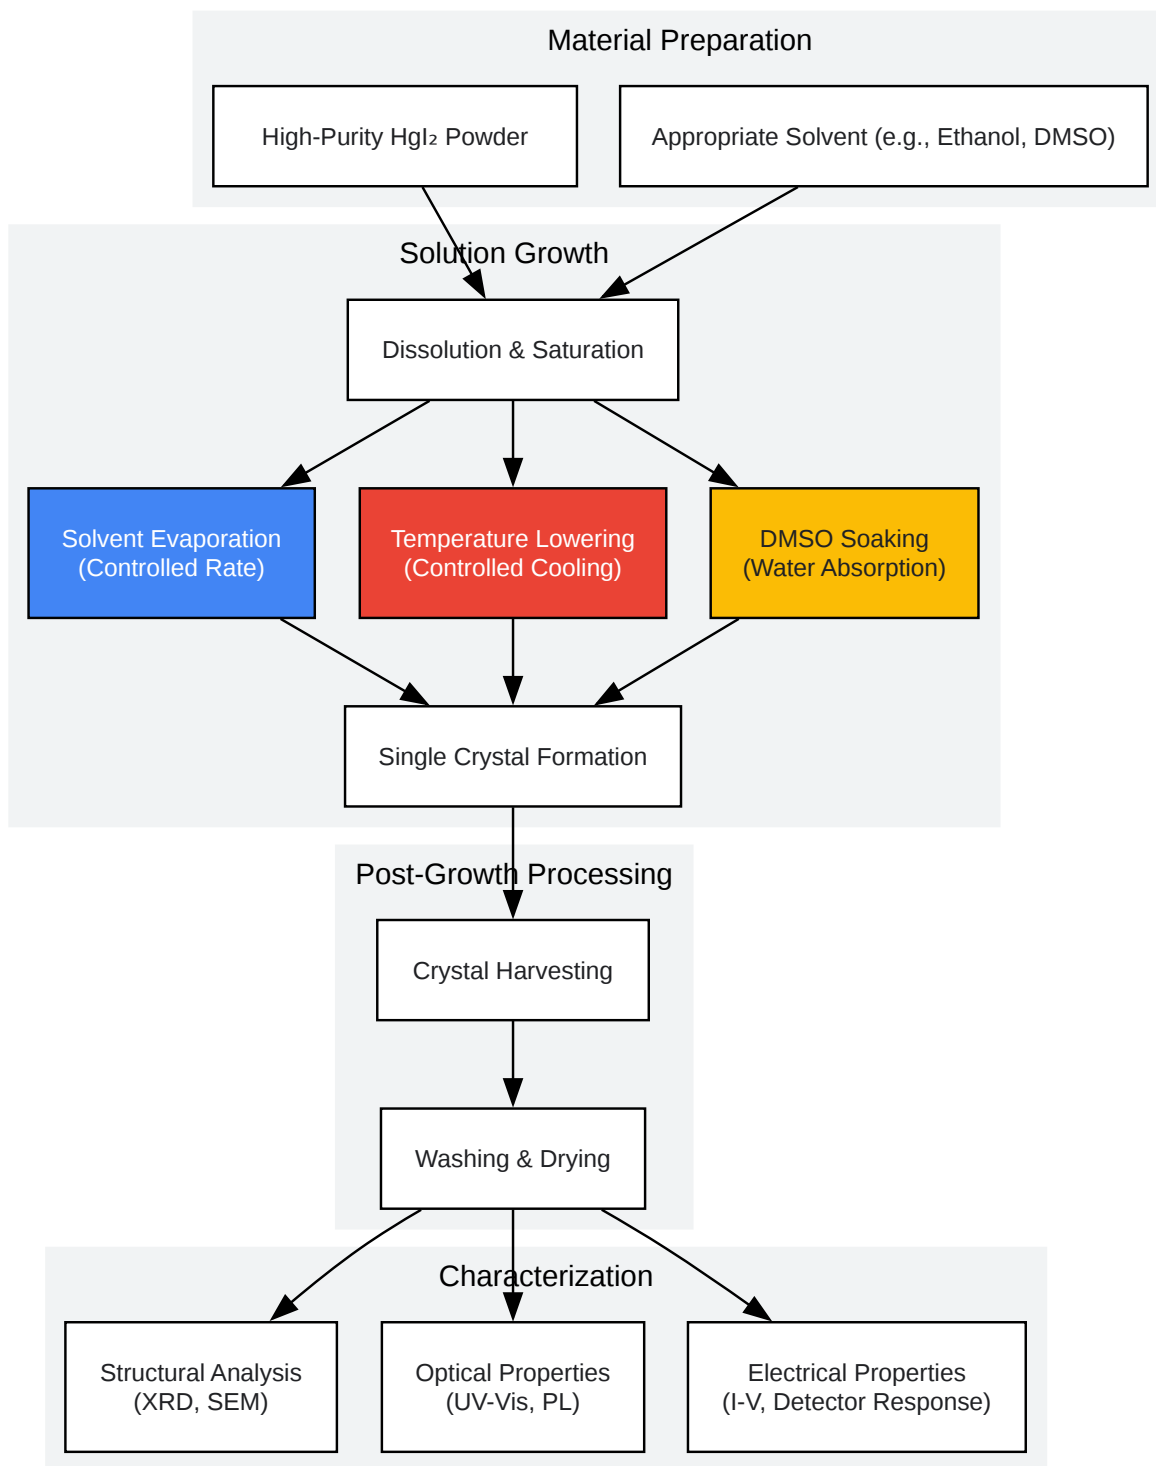 Material Preparation
High-Purity HgI₂ Powder
Appropriate Solvent (e.g., Ethanol, DMSO)
Solution Growth
Dissolution & Saturation
Solvent Evaporation
(Controlled Rate)
Temperature Lowering
(Controlled Cooling)
DMSO Soaking
(Water Absorption)
Single Crystal Formation
Post-Growth Processing
Crystal Harvesting
Washing & Drying
Characterization
Structural Analysis
(XRD, SEM)
Optical Properties
(UV-Vis, PL)
Electrical Properties
(I-V, Detector Response)